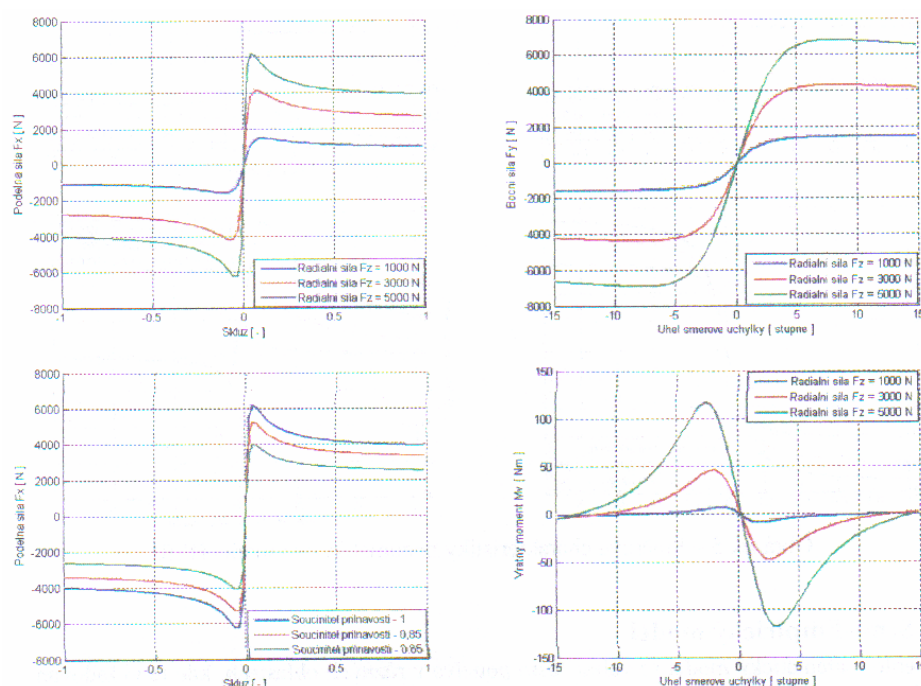 8000
6000
4000
2000
0
-2000
-4000
-6000
-8000
-1
-0.5
0
0.5
1
Podelna sila Fx [ N ]
Skluz [ - ]
Radialni sila Fz = 1000 N
Radialni sila Fz = 3000 N
Radialni sila Fz = 5000 N
8000
6000
4000
2000
0
-2000
-4000
-6000
-8000
-15
-10
-5
0
5
10
15
Bocni sila Fy [ N ]
Uhel smerove uchylky [ stupne ]
Radialni sila Fz = 1000 N
Radialni sila Fz = 3000 N
Radialni sila Fz = 5000 N
8000
6000
4000
2000
0
-2000
-4000
-6000
-8000
-1
-0.5
0
0.5
1
Podelna sila Fx [ N ]
Skluz [ - ]
Soucinitel prilnavosti - 1
Soucinitel prilnavosti - 0,85
Soucinitel prilnavosti - 0,65
150
100
50
0
-50
-100
-150
-15
-10
-5
0
5
10
15
Vratny moment Mv [ Nm ]
Uhel smerove uchylky [ stupne ]
Radialni sila Fz = 1000 N
Radialni sila Fz = 3000 N
Radialni sila Fz = 5000 N